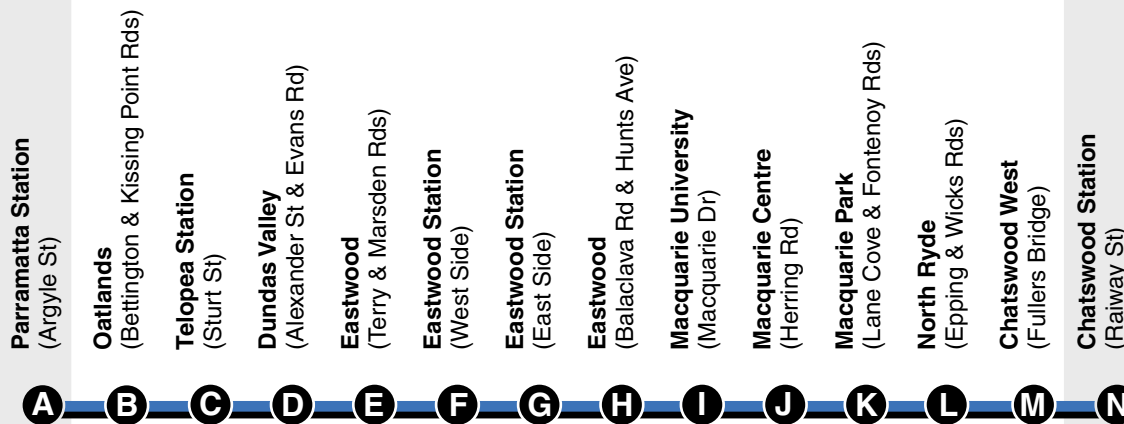 Parramatta Station
(Argyle St)
Oatlands
(Bettington & Kissing Point Rds)
Telopea Station
(Sturt St)
Dundas Valley
(Alexander St & Evans Rd)
Eastwood
(Terry & Marsden Rds)
Eastwood Station
(West Side)
Eastwood Station
(East Side)
Eastwood
(Balaclava Rd & Hunts Ave)
Macquarie University
(Macquarie Dr)
Macquarie Centre
(Herring Rd)
Macquarie Park
(Lane Cove & Fontenoy Rds)
North Ryde
(Epping & Wicks Rds)
Chatswood West
(Fullers Bridge)
Chatswood Station
(Raiway St)
A B C D E F G H I J K L M N